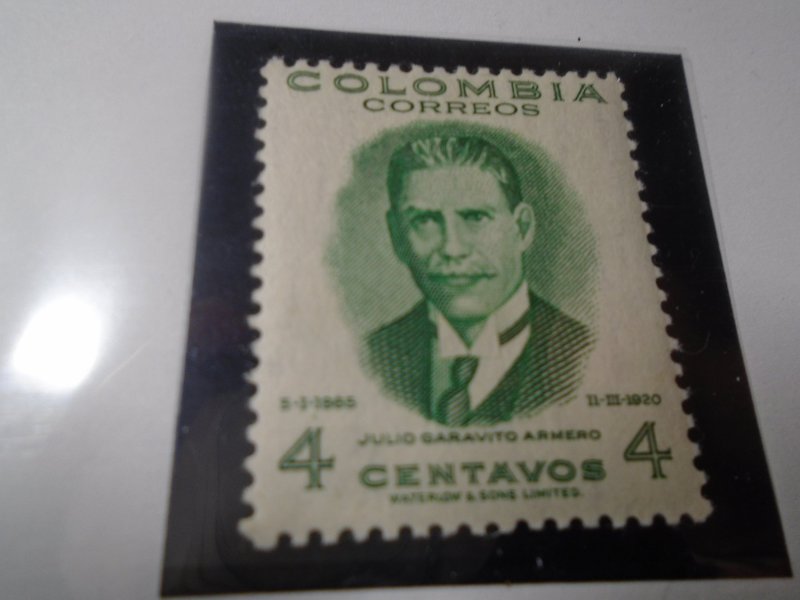 COLOMBIA
CORREOS
5-I-1865 11-III-1920
JULIO GARAVITO ARMERO
4 CENTAVOS 4
WATERLOW & SONS LIMITED.